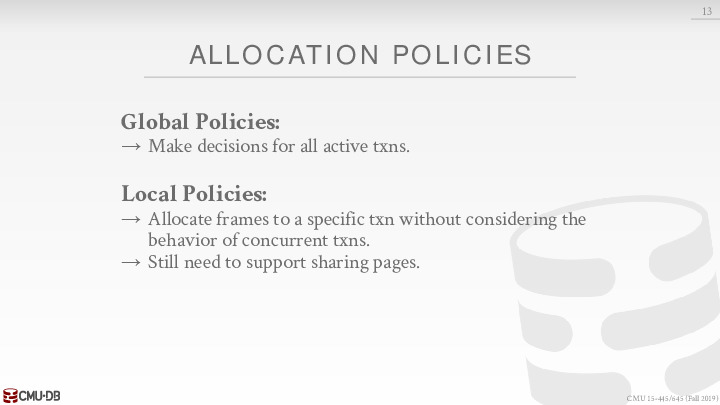 13
ALLOCATION POLICIES
Global Policies:
→ Make decisions for all active txns.
Local Policies:
→ Allocate frames to a specific txn without considering the
behavior of concurrent txns.
→ Still need to support sharing pages.
CMU·DB
CMU 15-445/645 (Fall 2019)